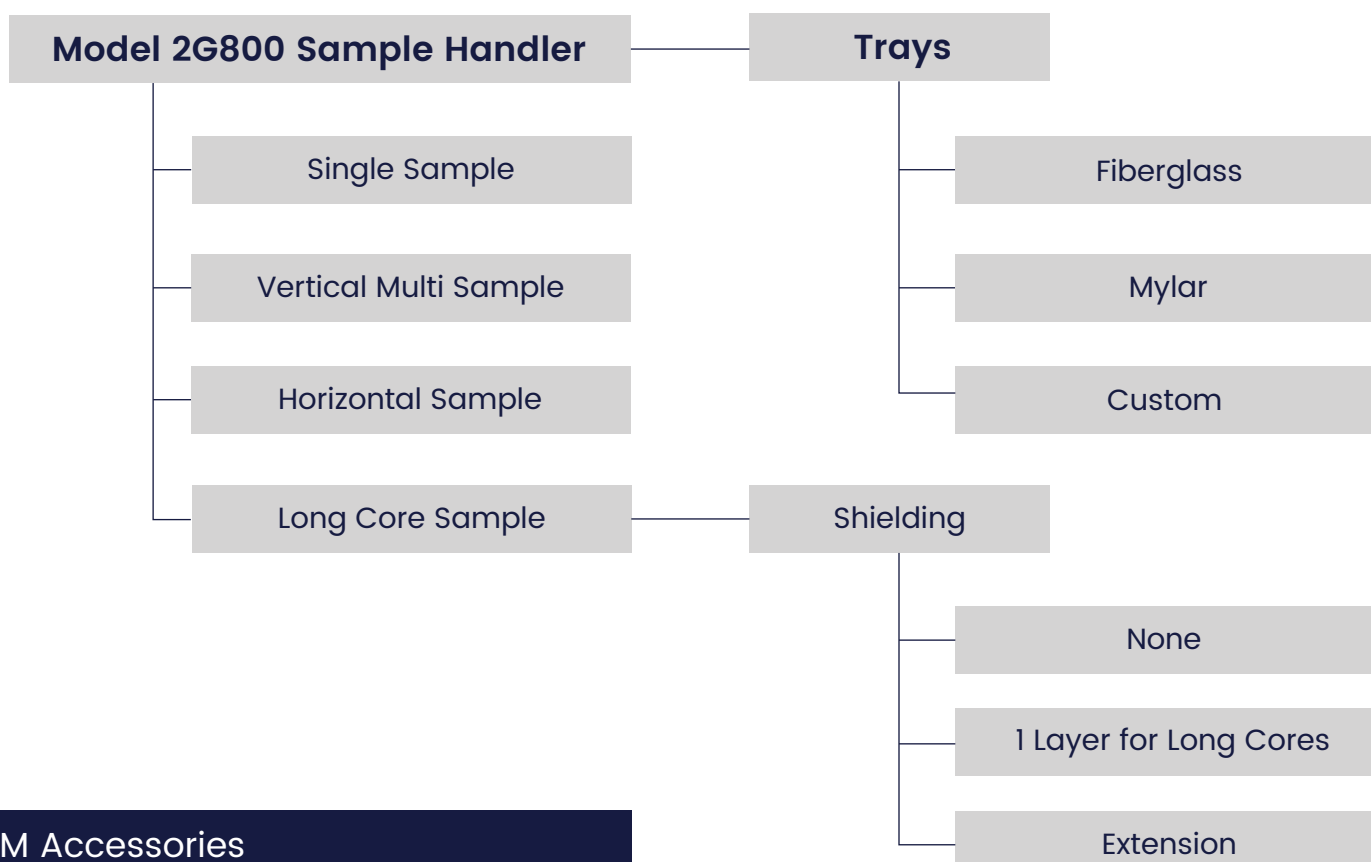 Model 2G800 Sample Handler
Trays
Single Sample
Fiberglass
Vertical Multi Sample
Mylar
Horizontal Sample
Custom
Long Core Sample
Shielding
None
1 Layer for Long Cores
M Accessories
Extension